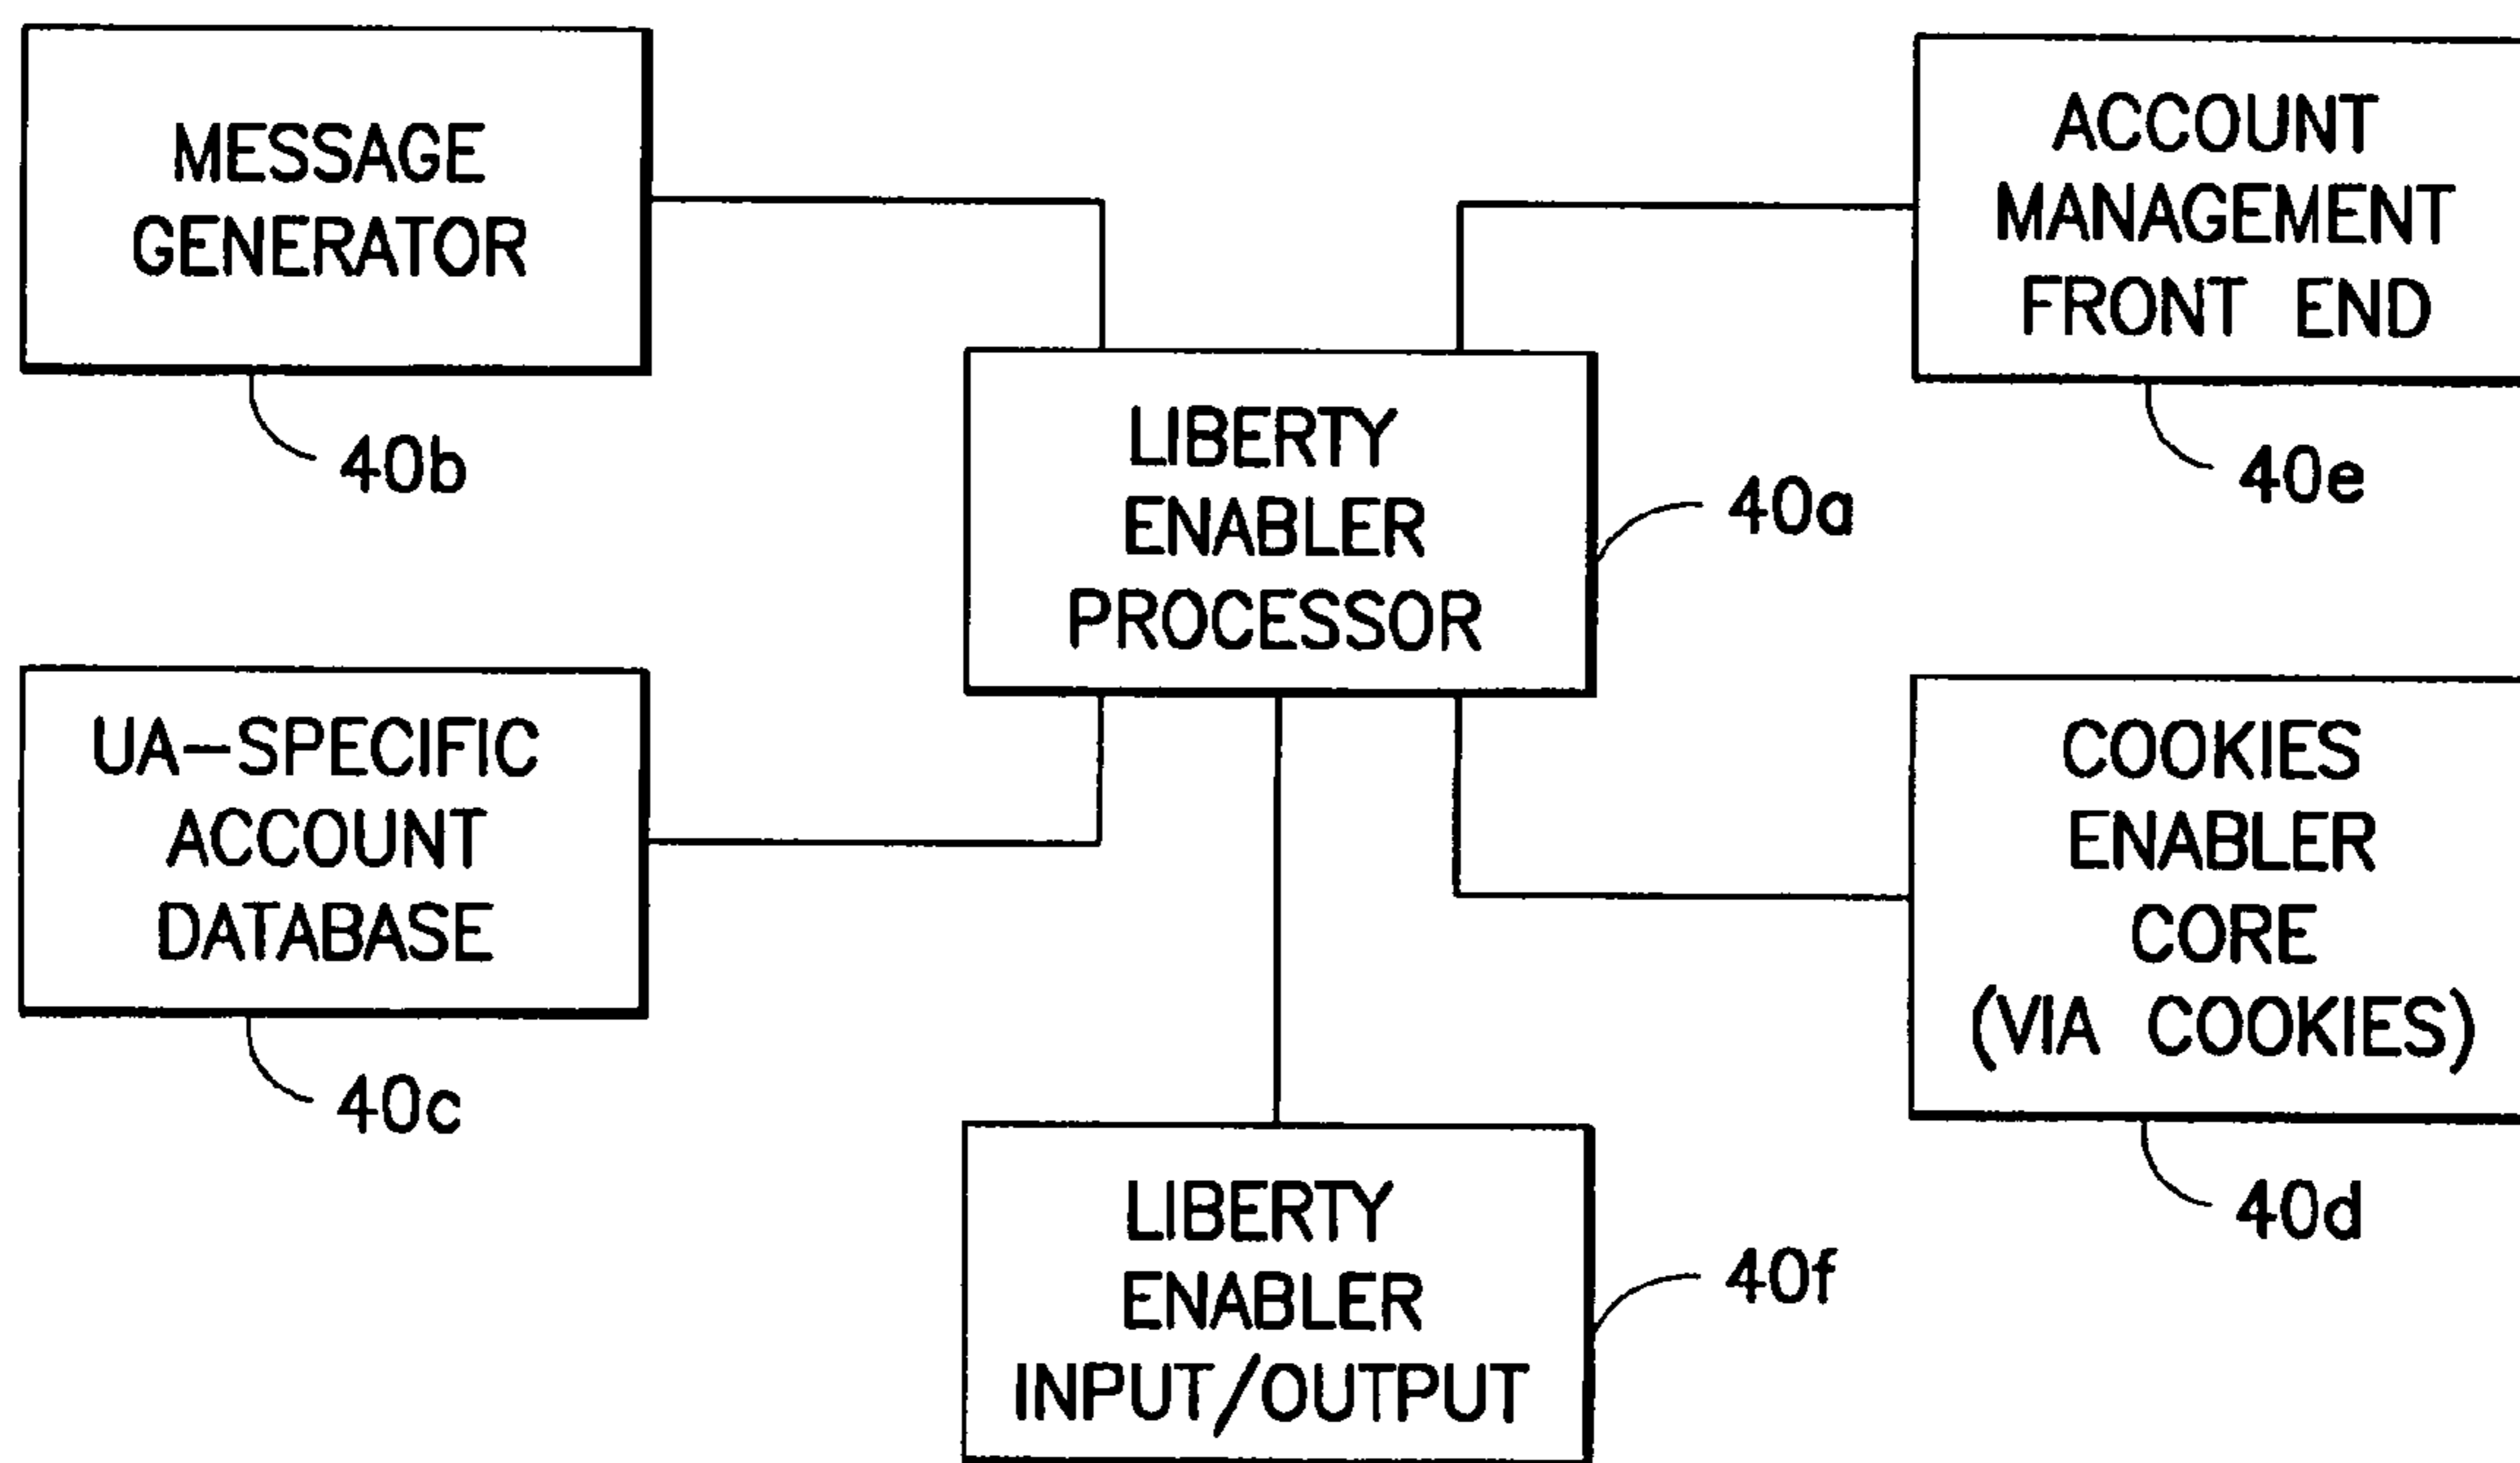 MESSAGE
GENERATOR
40b
ACCOUNT
MANAGEMENT
FRONT END
40e
LIBERTY
ENABLER
PROCESSOR
40a
UA-SPECIFIC
ACCOUNT
DATABASE
40c
COOKIES
ENABLER
CORE
(VIA COOKIES)
40d
LIBERTY
ENABLER
INPUT/OUTPUT
40f